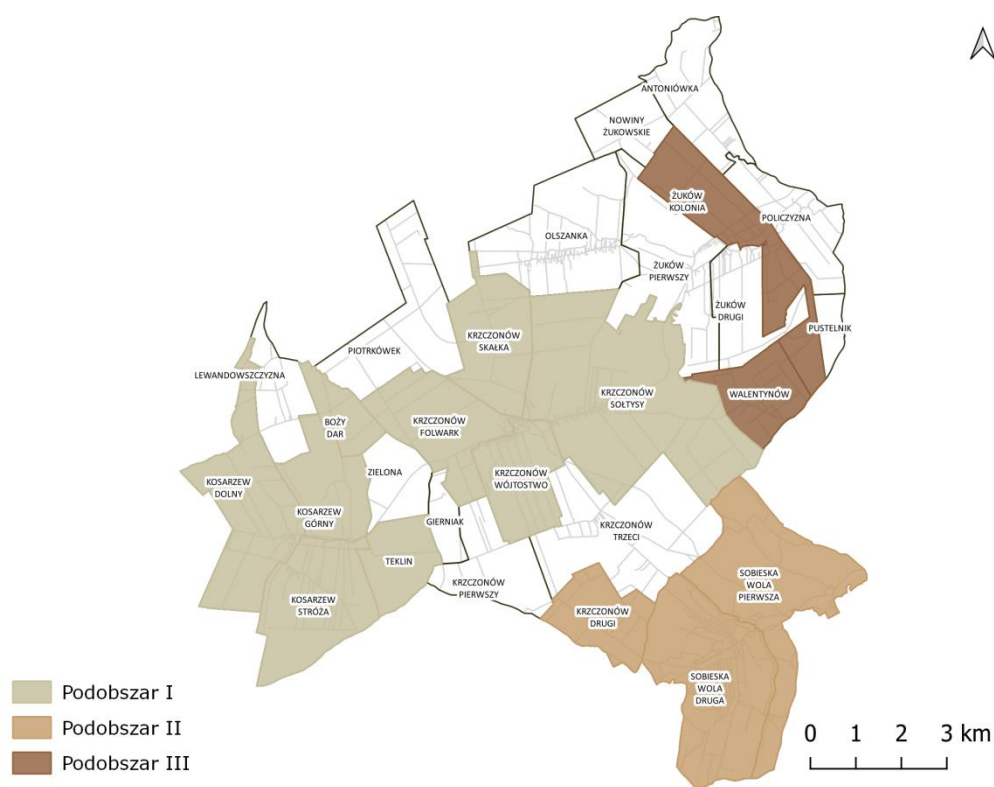 ANTONIÓWKA
NOWINY
ŻUKOWSKIE
ŻUKÓW
KOLONIA
POLICZYZNA
OLSZANKA
ŻUKÓW
PIERWSZY
ŻUKÓW
DRUGI
PUSTELNIK
KRZCZONÓW
SKAŁKA
PIOTRKÓWEK
LEWANDOWSZCZYZNA
WALENTYNÓW
KRZCZONÓW
SOŁTYSY
BOŻY
DAR
KRZCZONÓW
FOLWARK
ZIELONA
KRZCZONÓW
WÓJTOSTWO
KOSARZEW
DOLNY
KOSARZEW
GÓRNY
GIERNIAK
KRZCZONÓW
TRZECI
TEKLIN
SOBIESKA
WOLA
PIERWSZA
KRZCZONÓW
PIERWSZY
KOSARZEW
STRÓŻA
KRZCZONÓW
DRUGI
SOBIESKA
WOLA
DRUGA
Podobszar I
Podobszar II
Podobszar III
0 1 2 3 km